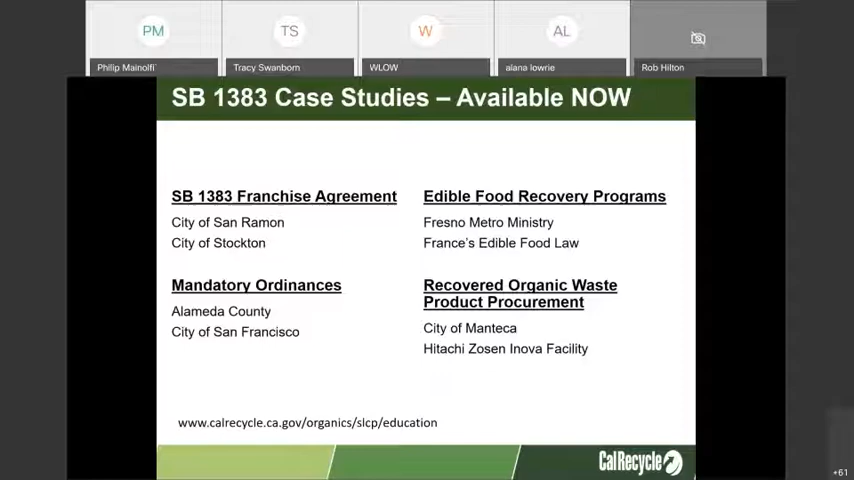 PM
TS
W
AL
Philip Mainolfi
Tracy Swanborn
WLOW
alana lowrie
Rob Hilton
SB 1383 Case Studies – Available NOW
SB 1383 Franchise Agreement
City of San Ramon
City of Stockton
Mandatory Ordinances
Alameda County
City of San Francisco
Edible Food Recovery Programs
Fresno Metro Ministry
France's Edible Food Law
Recovered Organic Waste
Product Procurement
City of Manteca
Hitachi Zosen Inova Facility
www.calrecycle.ca.gov/organics/slcp/education
CalRecycle
+61